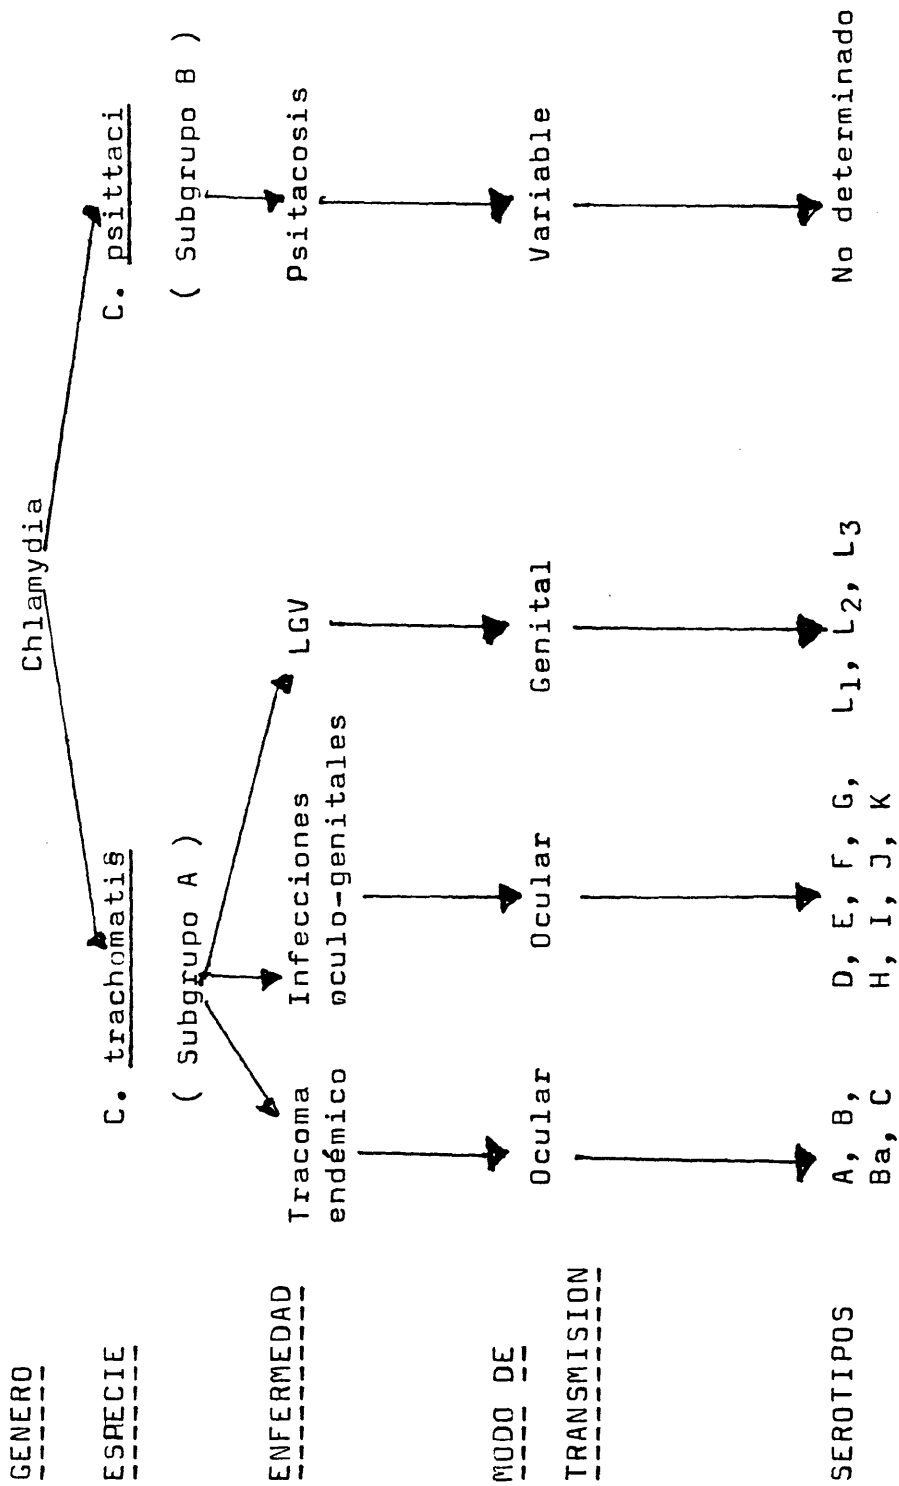 GENERO Chlamydia
ESPECIE C. trachomatis C. psittaci
( Subgrupo A ) ( Subgrupo B )
ENFERMEDAD Tracoma Infecciones LGV Psitacosis
endémico oculo-genitales
MODO DE Ocular Ocular Genital Variable
TRANSMISION
SEROTIPOS A, B, D, E, F, G, L1, L2, L3 No determinado
Ba, C H, I, J, K